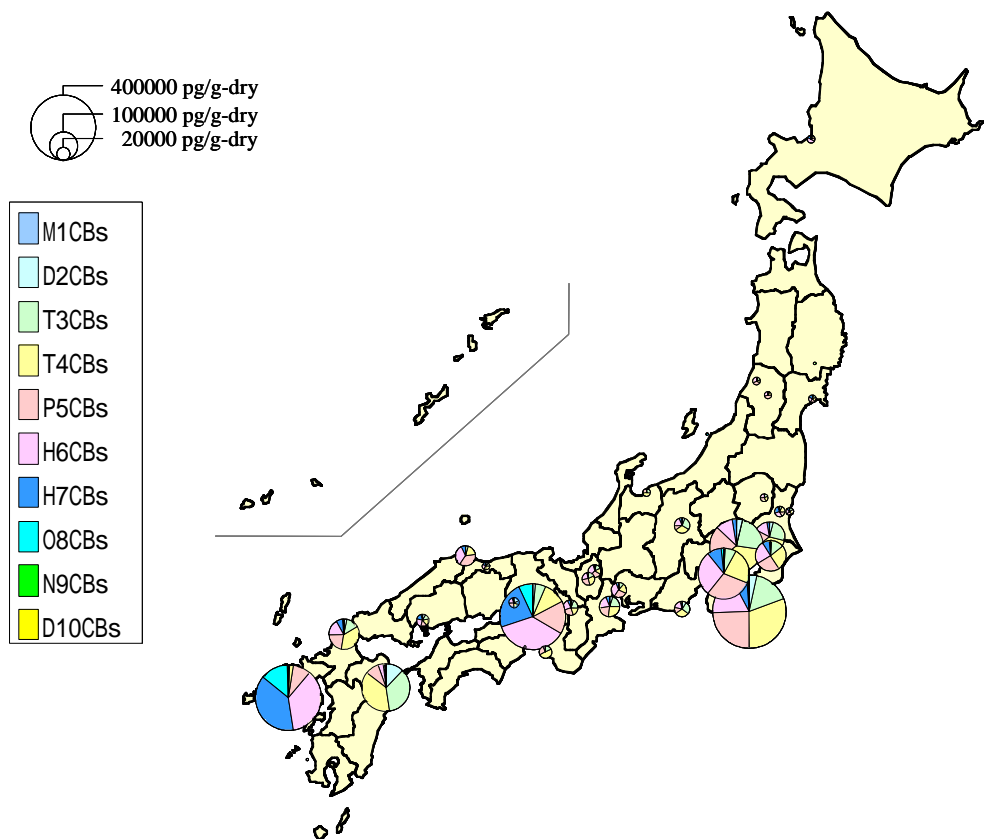 400000 pg/g-dry
100000 pg/g-dry
20000 pg/g-dry
M1CBs
D2CBs
T3CBs
T4CBs
P5CBs
H6CBs
H7CBs
O8CBs
N9CBs
D10CBs